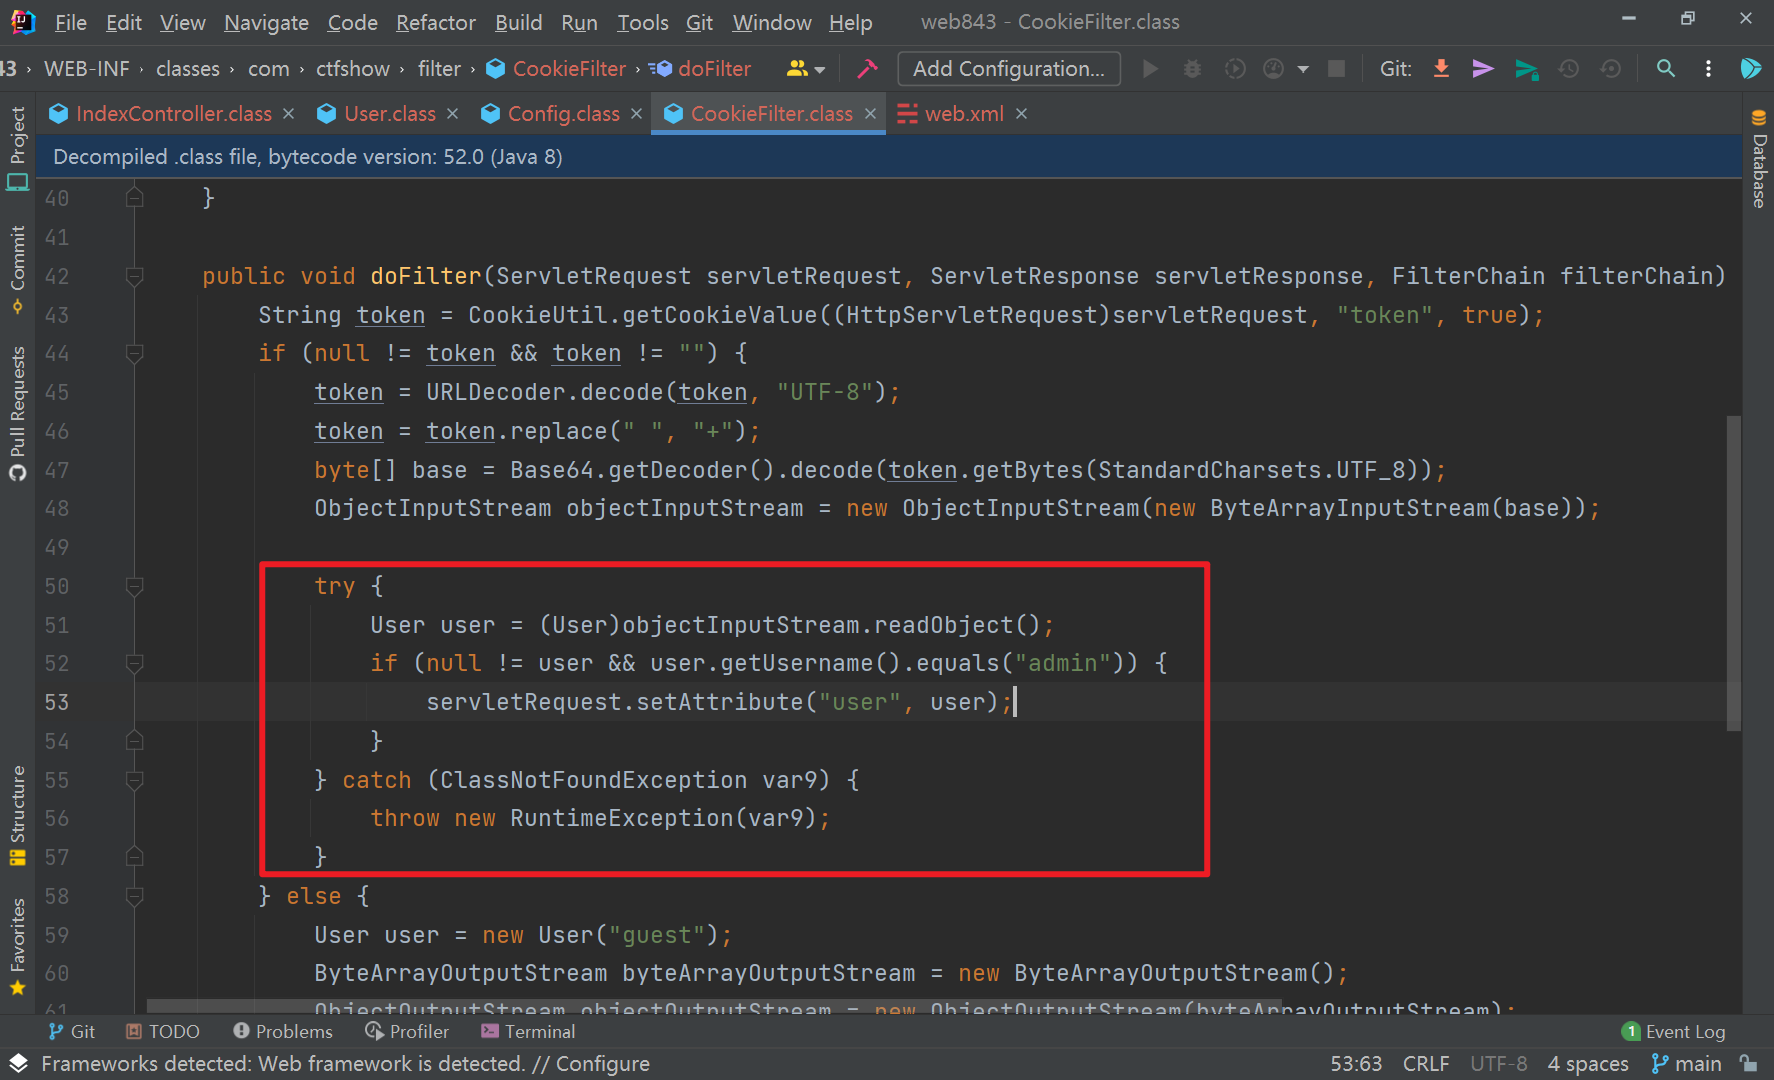 File Edit View Navigate Code Refactor Build Run Tools Git Window Help web843 - CookieFilter.class
43 › WEB-INF › classes › com › ctfshow › filter › CookieFilter › doFilter Add Configuration... Git:
IndexController.class User.class Config.class CookieFilter.class web.xml
Decompiled .class file, bytecode version: 52.0 (Java 8)
Project
Commit
Pull Requests
Structure
Favorites
Database
40 }
41
42 public void doFilter(ServletRequest servletRequest, ServletResponse servletResponse, FilterChain filterChain)
43 String token = CookieUtil.getCookieValue((HttpServletRequest)servletRequest, "token", true);
44 if (null != token && token != "") {
45 token = URLDecoder.decode(token, "UTF-8");
46 token = token.replace(" ", "+");
47 byte[] base = Base64.getDecoder().decode(token.getBytes(StandardCharsets.UTF_8));
48 ObjectInputStream objectInputStream = new ObjectInputStream(new ByteArrayInputStream(base));
49
50 try {
51 User user = (User)objectInputStream.readObject();
52 if (null != user && user.getUsername().equals("admin")) {
53 servletRequest.setAttribute("user", user);
54 }
55 } catch (ClassNotFoundException var9) {
56 throw new RuntimeException(var9);
57 }
58 } else {
59 User user = new User("guest");
60 ByteArrayOutputStream byteArrayOutputStream = new ByteArrayOutputStream();
61 ObjectOutputStream objectOutputStream = new ObjectOutputStream(byteArrayOutputStream);
Git TODO Problems Profiler Terminal 1 Event Log
Frameworks detected: Web framework is detected. // Configure 53:63 CRLF UTF-8 4 spaces main